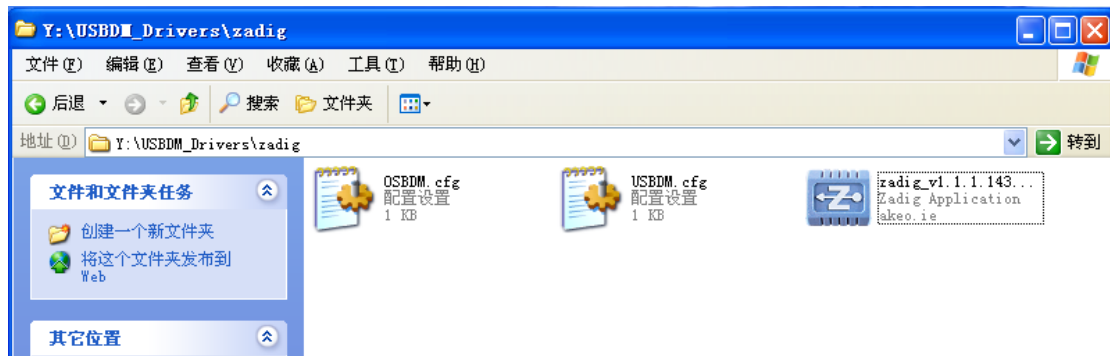 Y:\USBDM_Drivers\zadig
文件(F) 编辑(E) 查看(V) 收藏(A) 工具(T) 帮助(H)
后退 搜索 文件夹
地址(D) Y:\USBDM_Drivers\zadig 转到
文件和文件夹任务
创建一个新文件夹
将这个文件夹发布到
Web
其它位置
OSBDM.cfg
配置设置
1 KB
USBDM.cfg
配置设置
1 KB
zadig_v1.1.1.143...
Zadig Application
akeo.ie